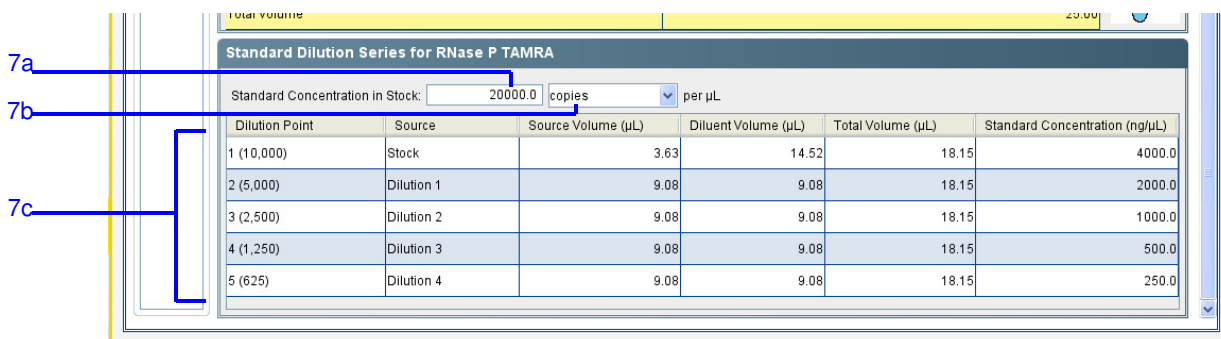 Total Volume 25.00
Standard Dilution Series for RNase P TAMRA
7a
Standard Concentration in Stock: 20000.0 copies per µL
7b
Dilution Point Source Source Volume (µL) Diluent Volume (µL) Total Volume (µL) Standard Concentration (ng/µL)
1 (10,000) Stock 3.63 14.52 18.15 4000.0
2 (5,000) Dilution 1 9.08 9.08 18.15 2000.0
7c
3 (2,500) Dilution 2 9.08 9.08 18.15 1000.0
4 (1,250) Dilution 3 9.08 9.08 18.15 500.0
5 (625) Dilution 4 9.08 9.08 18.15 250.0